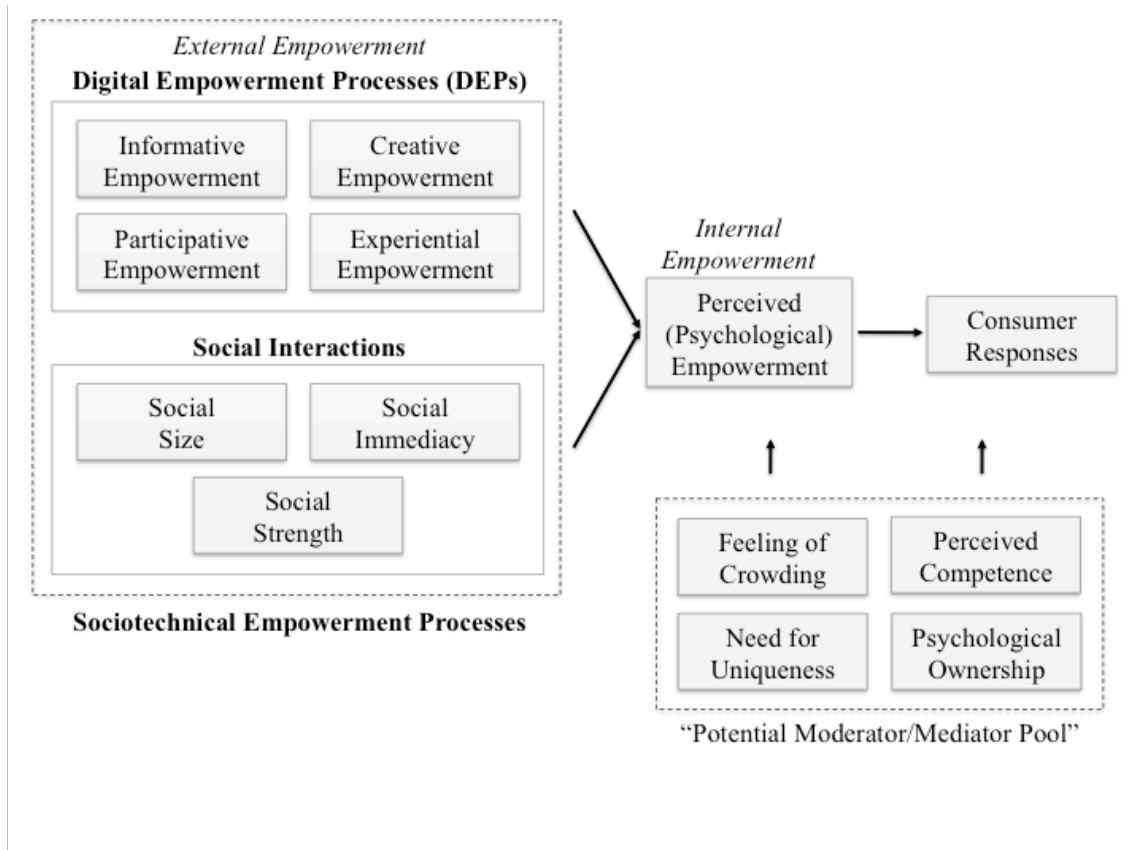 External Empowerment
Digital Empowerment Processes (DEPs)
Informative
Empowerment
Creative
Empowerment
Participative
Empowerment
Experiential
Empowerment
Social Interactions
Social
Size
Social
Immediacy
Social
Strength
Sociotechnical Empowerment Processes
Internal
Empowerment
Perceived
(Psychological)
Empowerment
Consumer
Responses
Feeling of
Crowding
Perceived
Competence
Need for
Uniqueness
Psychological
Ownership
“Potential Moderator/Mediator Pool”